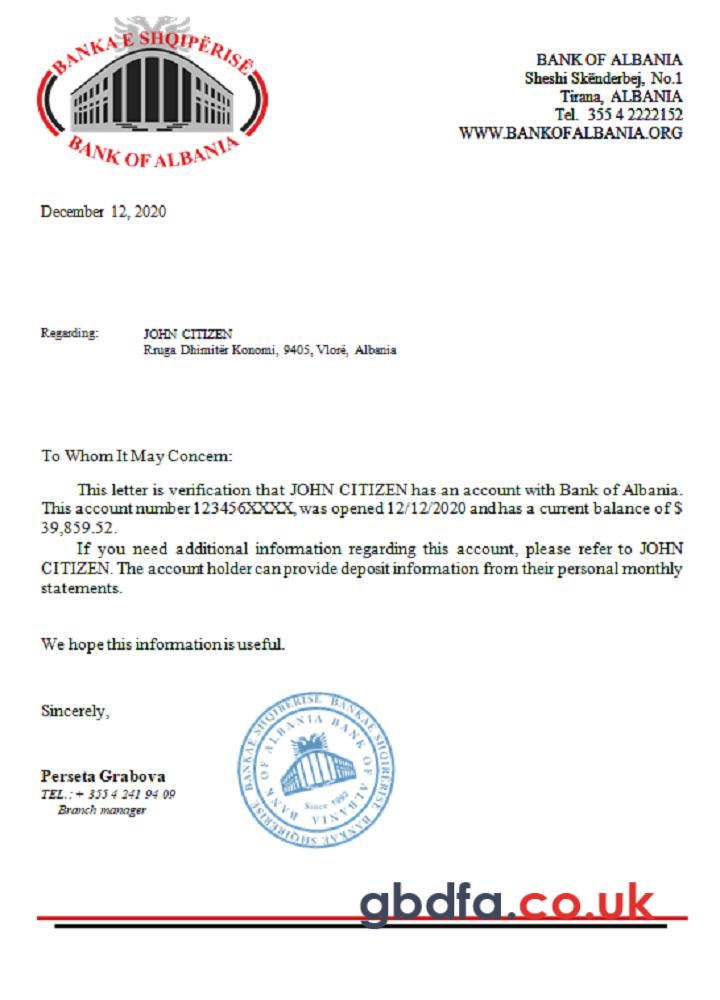 BANKA E SHQIPËRISË
BANK OF ALBANIA
BANK OF ALBANIA
Sheshi Skënderbej, No.1
Tirana, ALBANIA
Tel. 355 4 2222152
WWW.BANKOFALBANIA.ORG
December 12, 2020
Regarding: JOHN CITIZEN
Rruga Dhimitër Konomi, 9405, Vlorë, Albania
To Whom It May Concern:
This letter is verification that JOHN CITIZEN has an account with Bank of Albania.
This account number 123456XXXX, was opened 12/12/2020 and has a current balance of $
39,859.52.
If you need additional information regarding this account, please refer to JOHN
CITIZEN. The account holder can provide deposit information from their personal monthly
statements.
We hope this information is useful.
Sincerely,
Perseta Grabova
TEL.: + 355 4 241 94 09
Branch manager
BANKAE SHQIBERISE BANKAE SHQIBERISE BANKAE SHQIBERISE
BANK OF ALBANIA BANK OF ALBANIA
Since 1992
gbdfa.co.uk